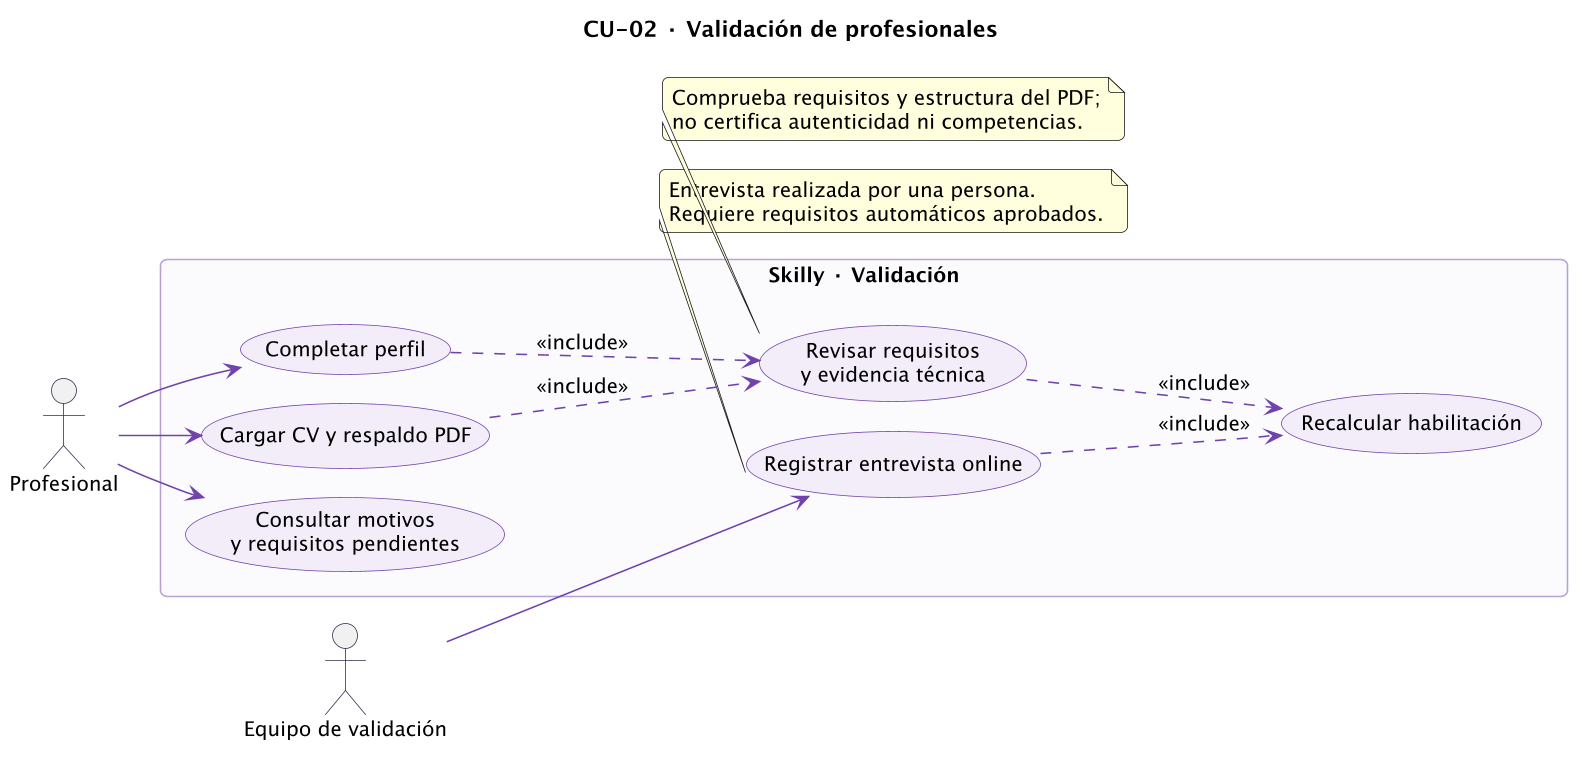 CU-02 · Validación de profesionales
Comprueba requisitos y estructura del PDF;
no certifica autenticidad ni competencias.
Entrevista realizada por una persona.
Requiere requisitos automáticos aprobados.
Skilly · Validación
Completar perfil
«include»
Revisar requisitos
y evidencia técnica
«include»
«include»
Cargar CV y respaldo PDF
Recalcular habilitación
«include»
Registrar entrevista online
Profesional
Consultar motivos
y requisitos pendientes
Equipo de validación